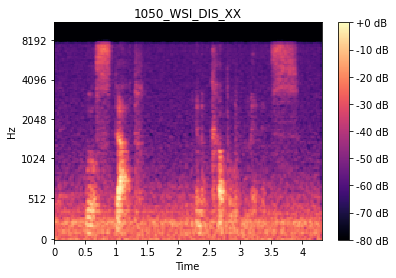 1050_WSI_DIS_XX
+0 dB
8192
-10 dB
4096
-20 dB
-30 dB
2048
Hz
-40 dB
1024
-50 dB
512
-60 dB
-70 dB
0
-80 dB
0 0.5 1 1.5 2 2.5 3 3.5 4
Time